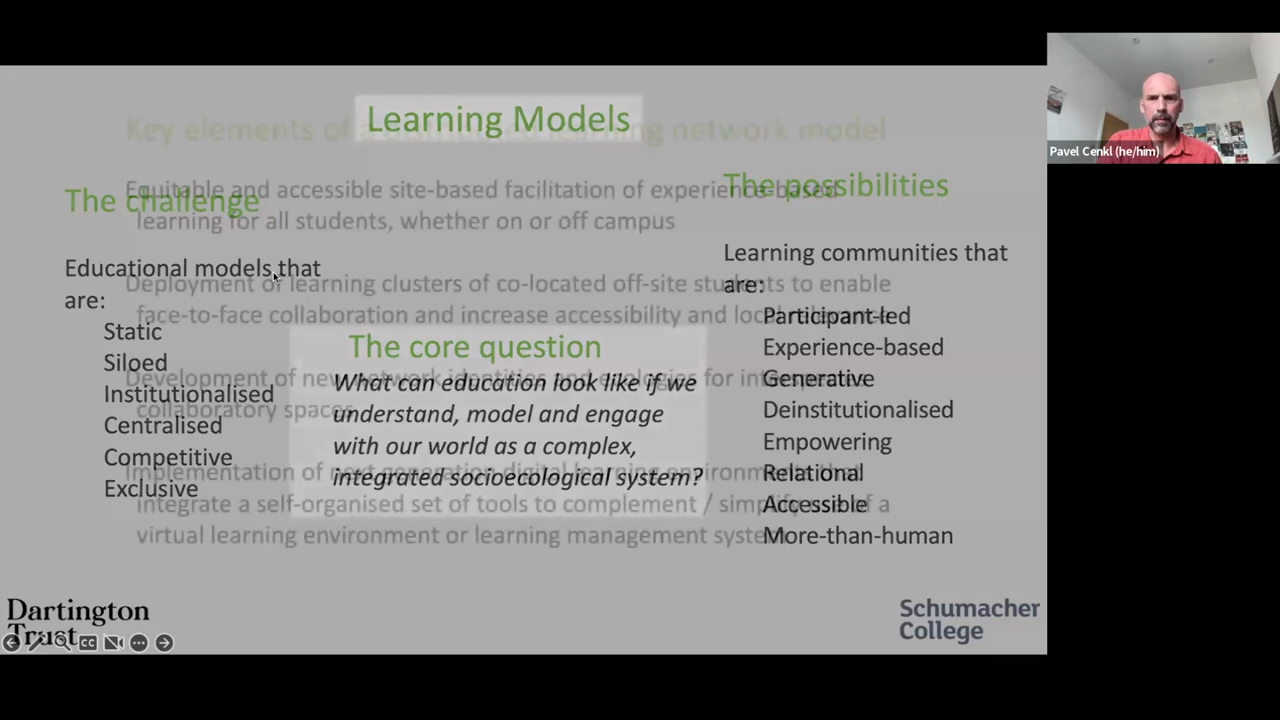 Learning Models
Key elements of a distributed learning network model
The challenge
Educational models that
are:
Static
Siloed
Institutionalised
Centralised
Competitive
Exclusive
The core question
What can education look like if we
understand, model and engage
with our world as a complex,
integrated socioecological system?
The possibilities
Learning communities that
are:
Participant-led
Experience-based
Generative
Deinstitutionalised
Empowering
Relational
Accessible
More-than-human
Equitable and accessible site-based facilitation of experience-based
learning for all students, whether on or off campus
Deployment of learning clusters of co-located off-site students to enable
face-to-face collaboration and increase accessibility and local
Development of new network identities and for
collaboratory spaces
Implementation of next generation digital learning environments that
integrate a self-organised set of tools to complement / simplify use of a
virtual learning environment or learning management system
Dartington
Trust
Schumacher
College
CC
Pavel Cenkl (he/him)